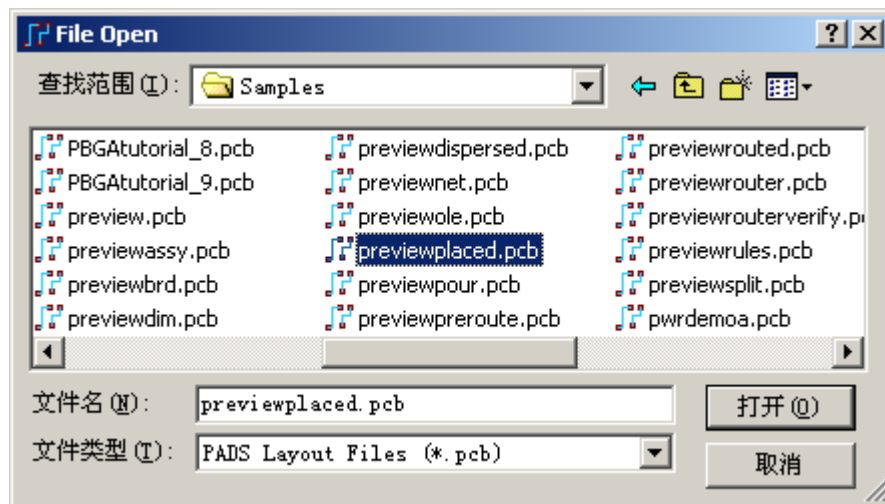 File Open
查找范围(I): Samples
PBGAtutorial_8.pcb previewdispersed.pcb previewrouted.pcb
PBGAtutorial_9.pcb previewnet.pcb previewrouter.pcb
preview.pcb previewole.pcb previewrouterverify.p
previewassy.pcb previewplaced.pcb previewrules.pcb
previewbrd.pcb previewpour.pcb previewsplit.pcb
previewdim.pcb previewpreroute.pcb pwrdemoa.pcb
文件名(N): previewplaced.pcb 打开(O)
文件类型(T): PADS Layout Files (*.pcb) 取消